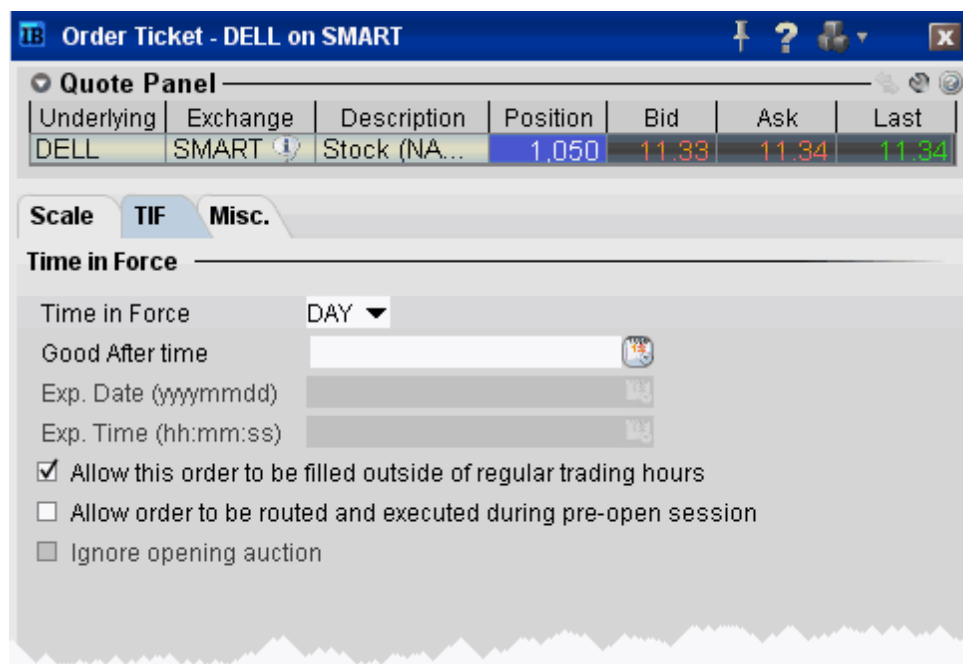 IB Order Ticket - DELL on SMART
Quote Panel
Underlying Exchange Description Position Bid Ask Last
DELL SMART Stock (NA... 1,050 11.33 11.34 11.34
Scale TIF Misc.
Time in Force
Time in Force DAY
Good After time
Exp. Date (yyyymmdd)
Exp. Time (hh:mm:ss)
Allow this order to be filled outside of regular trading hours
Allow order to be routed and executed during pre-open session
Ignore opening auction